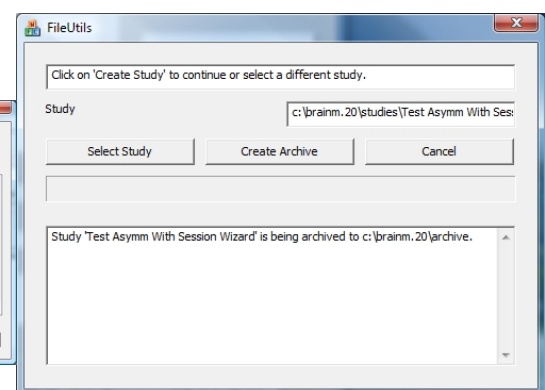 FileUtils
Click on 'Create Study' to continue or select a different study.
Study
c:\brainm.20\studies\Test Asymm With Ses
Select Study
Create Archive
Cancel
Study 'Test Asymm With Session Wizard' is being archived to c:\brainm.20\archive.